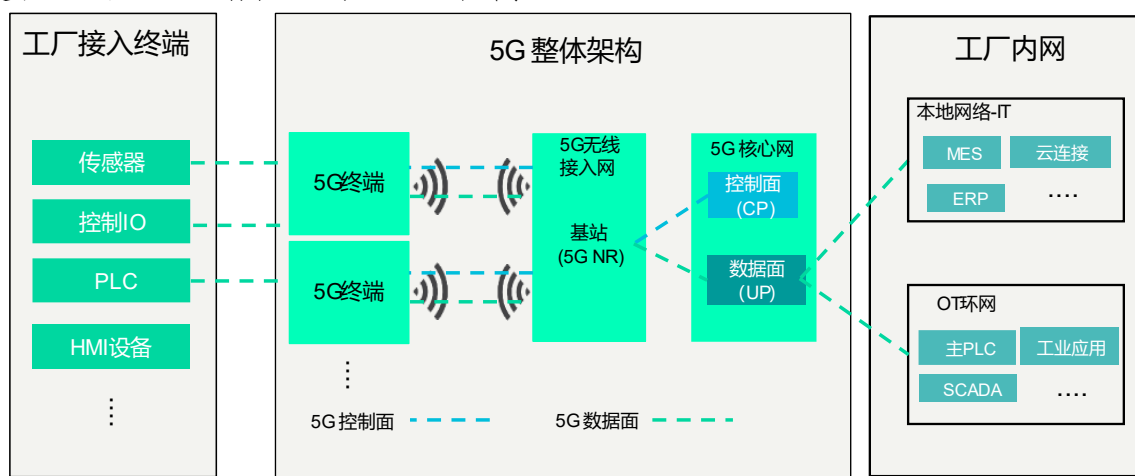 工厂接入终端
传感器
控制IO
PLC
HMI设备
⋮
5G整体架构
5G终端
5G终端
⋮
5G无线
接入网
基站
(5G NR)
5G核心网
控制面
(CP)
数据面
(UP)
5G控制面
5G数据面
工厂内网
本地网络-IT
MES
云连接
ERP
....
OT环网
主PLC
工业应用
SCADA
....